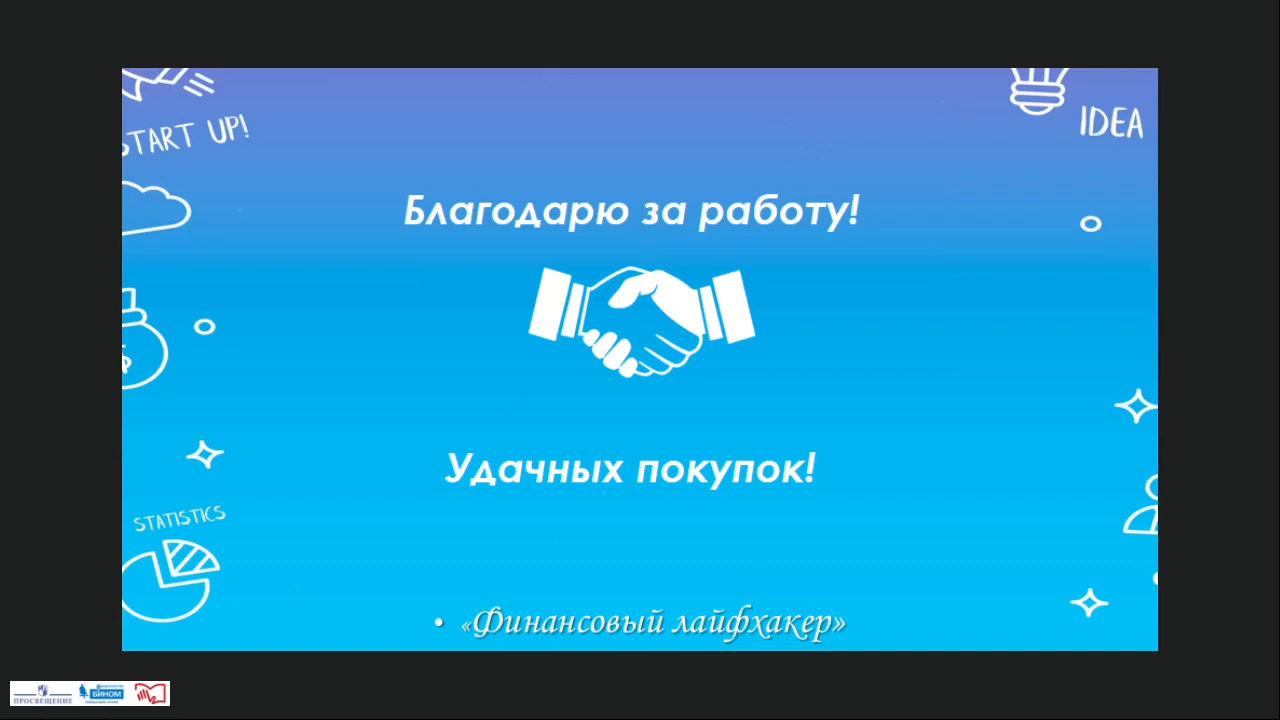 START UP!
IDEA
Благодарю за работу!
$
Удачных покупок!
STATISTICS
• «Финансовый лайфхакер»
ПРОСВЕЩЕНИЕ
БИНОМ